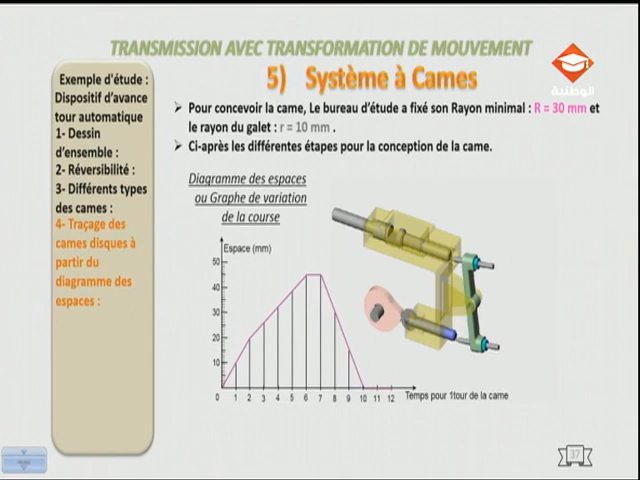 TRANSMISSION AVEC TRANSFORMATION DE MOUVEMENT
5) Système à Cames
الوطنية
Exemple d'étude :
Dispositif d'avance
tour automatique
1- Dessin
d'ensemble :
2- Réversibilité :
3- Différents types
des cames :
4- Traçage des
cames disques à
partir du
diagramme des
espaces :
Pour concevoir la came, Le bureau d'étude a fixé son Rayon minimal : R = 30 mm et
le rayon du galet : r = 10 mm .
Ci-après les différentes étapes pour la conception de la came.
Diagramme des espaces
ou Graphe de variation
de la course
Espace (mm)
50
40
30
20
10
0 1 2 3 4 5 6 7 8 9 10 11 12
Temps pour 1tour de la came
37